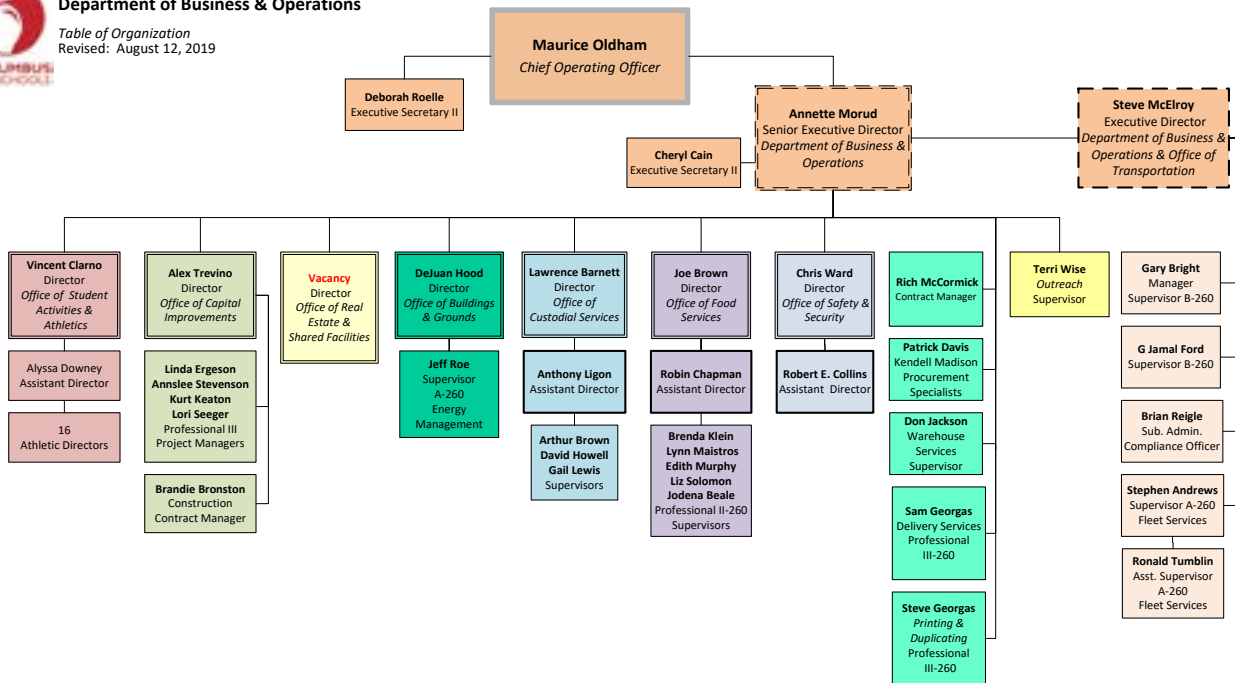 Department of Business & Operations
Table of Organization
Revised: August 12, 2019
SCHOOLS
Maurice Oldham
Chief Operating Officer
Deborah Roelle
Executive Secretary II
Annette Morud
Senior Executive Director
Department of Business &
Operations
Cheryl Cain
Executive Secretary II
Steve McElroy
Executive Director
Department of Business &
Operations & Office of
Transportation
Vincent Clarno
Director
Office of Student
Activities &
Athletics
Alyssa Downey
Assistant Director
16
Athletic Directors
Alex Trevino
Director
Office of Capital
Improvements
Linda Ergeson
Annslee Stevenson
Kurt Keaton
Lori Seeger
Professional III
Project Managers
Brandie Bronston
Construction
Contract Manager
Vacancy
Director
Office of Real
Estate &
Shared Facilities
DeJuan Hood
Director
Office of Buildings
& Grounds
Jeff Roe
Supervisor
A-260
Energy
Management
Lawrence Barnett
Director
Office of
Custodial Services
Anthony Ligon
Assistant Director
Arthur Brown
David Howell
Gail Lewis
Supervisors
Joe Brown
Director
Office of Food
Services
Robin Chapman
Assistant Director
Brenda Klein
Lynn Maistros
Edith Murphy
Liz Solomon
Jodena Beale
Professional II-260
Supervisors
Chris Ward
Director
Office of Safety &
Security
Robert E. Collins
Assistant Director
Rich McCormick
Contract Manager
Patrick Davis
Kendell Madison
Procurement
Specialists
Don Jackson
Warehouse
Services
Supervisor
Sam Georgas
Delivery Services
Professional
III-260
Steve Georgas
Printing &
Duplicating
Professional
III-260
Terri Wise
Outreach
Supervisor
Gary Bright
Manager
Supervisor B-260
G Jamal Ford
Supervisor B-260
Brian Reigle
Sub. Admin.
Compliance Officer
Stephen Andrews
Supervisor A-260
Fleet Services
Ronald Tumblin
Asst. Supervisor
A-260
Fleet Services